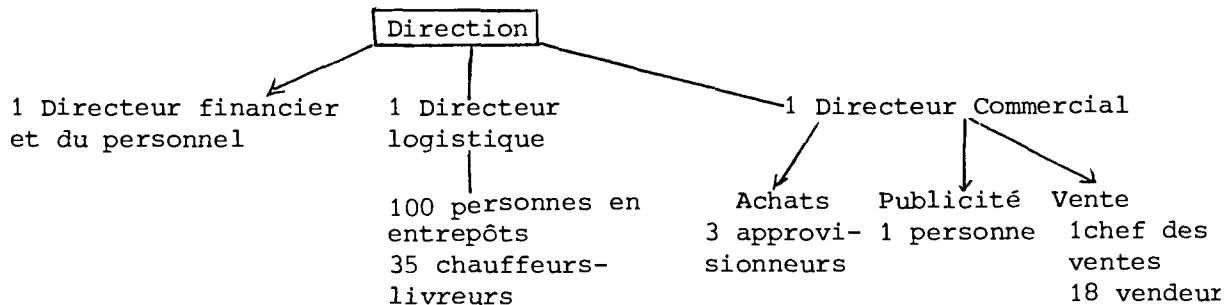 Direction
1 Directeur financier
et du personnel
1 Directeur
logistique
1 Directeur Commercial
100 personnes en
entrepôts
35 chauffeurs-
livreurs
Achats
3 approvi-
sionneurs
Publicité
1 personne
Vente
1chef des
ventes
18 vendeur